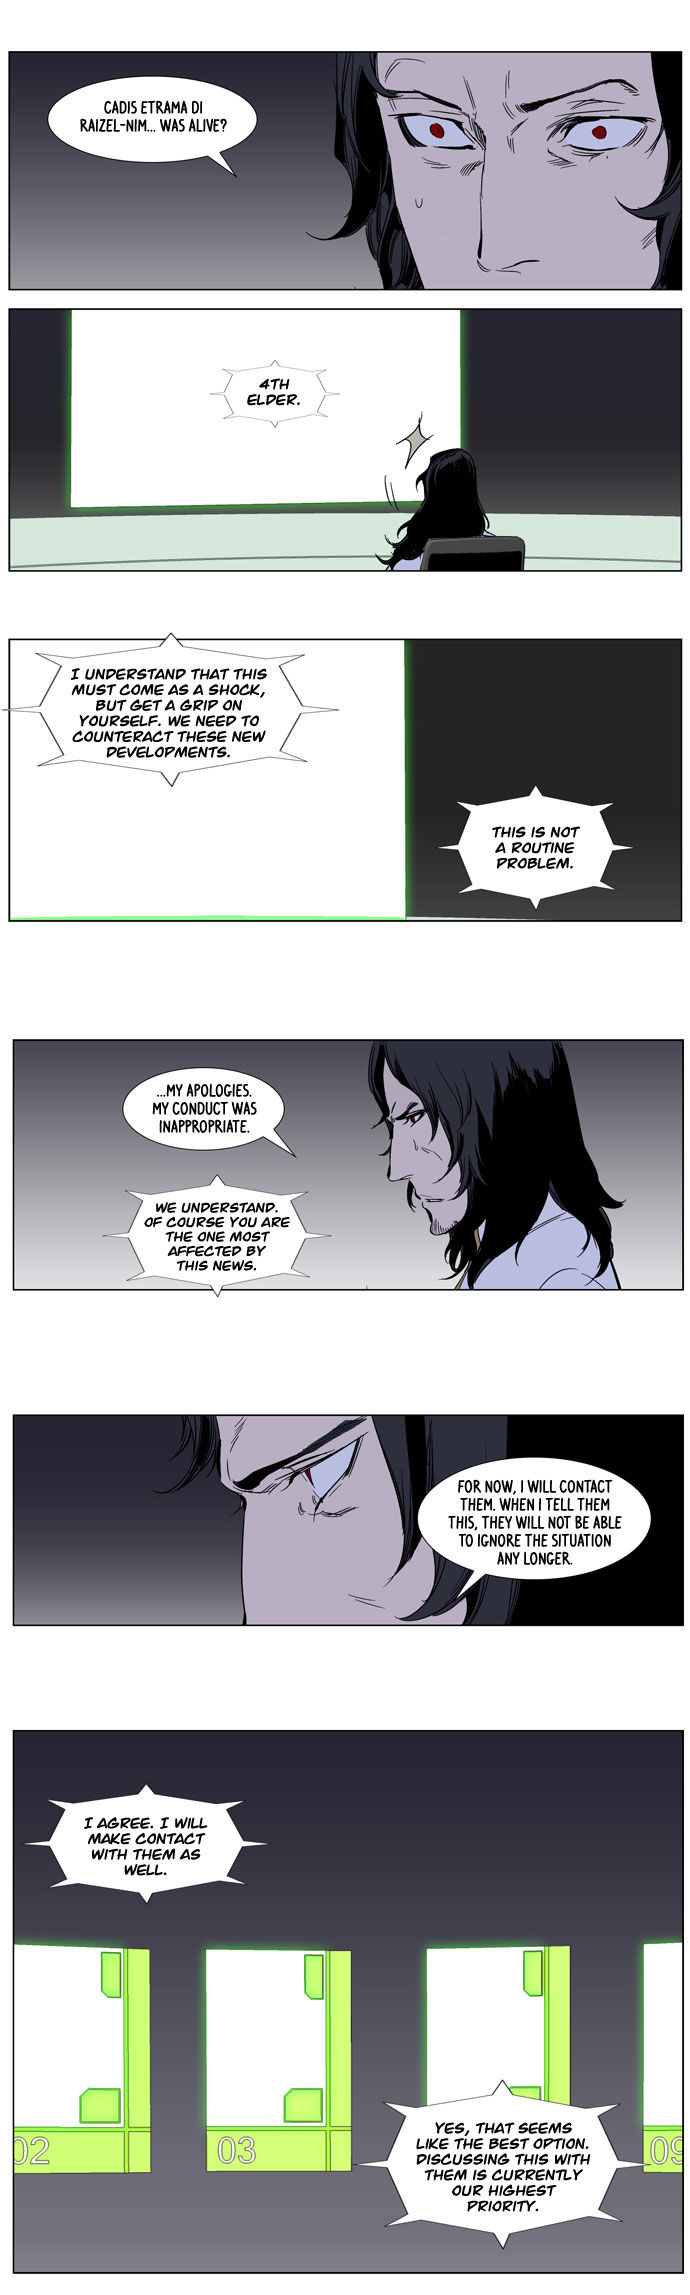 CADIS ETRAMA DI
RAIZEL-NIM... WAS ALIVE?
4TH
ELDER.
I UNDERSTAND THAT THIS
MUST COME AS A SHOCK,
BUT GET A GRIP ON
YOURSELF. WE NEED TO
COUNTERACT THESE NEW
DEVELOPMENTS.
THIS IS NOT
A ROUTINE
PROBLEM.
...MY APOLOGIES.
MY CONDUCT WAS
INAPPROPRIATE.
WE UNDERSTAND.
OF COURSE YOU ARE
THE ONE MOST
AFFECTED BY
THIS NEWS.
FOR NOW, I WILL CONTACT
THEM. WHEN I TELL THEM
THIS, THEY WILL NOT BE ABLE
TO IGNORE THE SITUATION
ANY LONGER.
I AGREE. I WILL
MAKE CONTACT
WITH THEM AS
WELL.
02
03
09
YES, THAT SEEMS
LIKE THE BEST OPTION.
DISCUSSING THIS WITH
THEM IS CURRENTLY
OUR HIGHEST
PRIORITY.